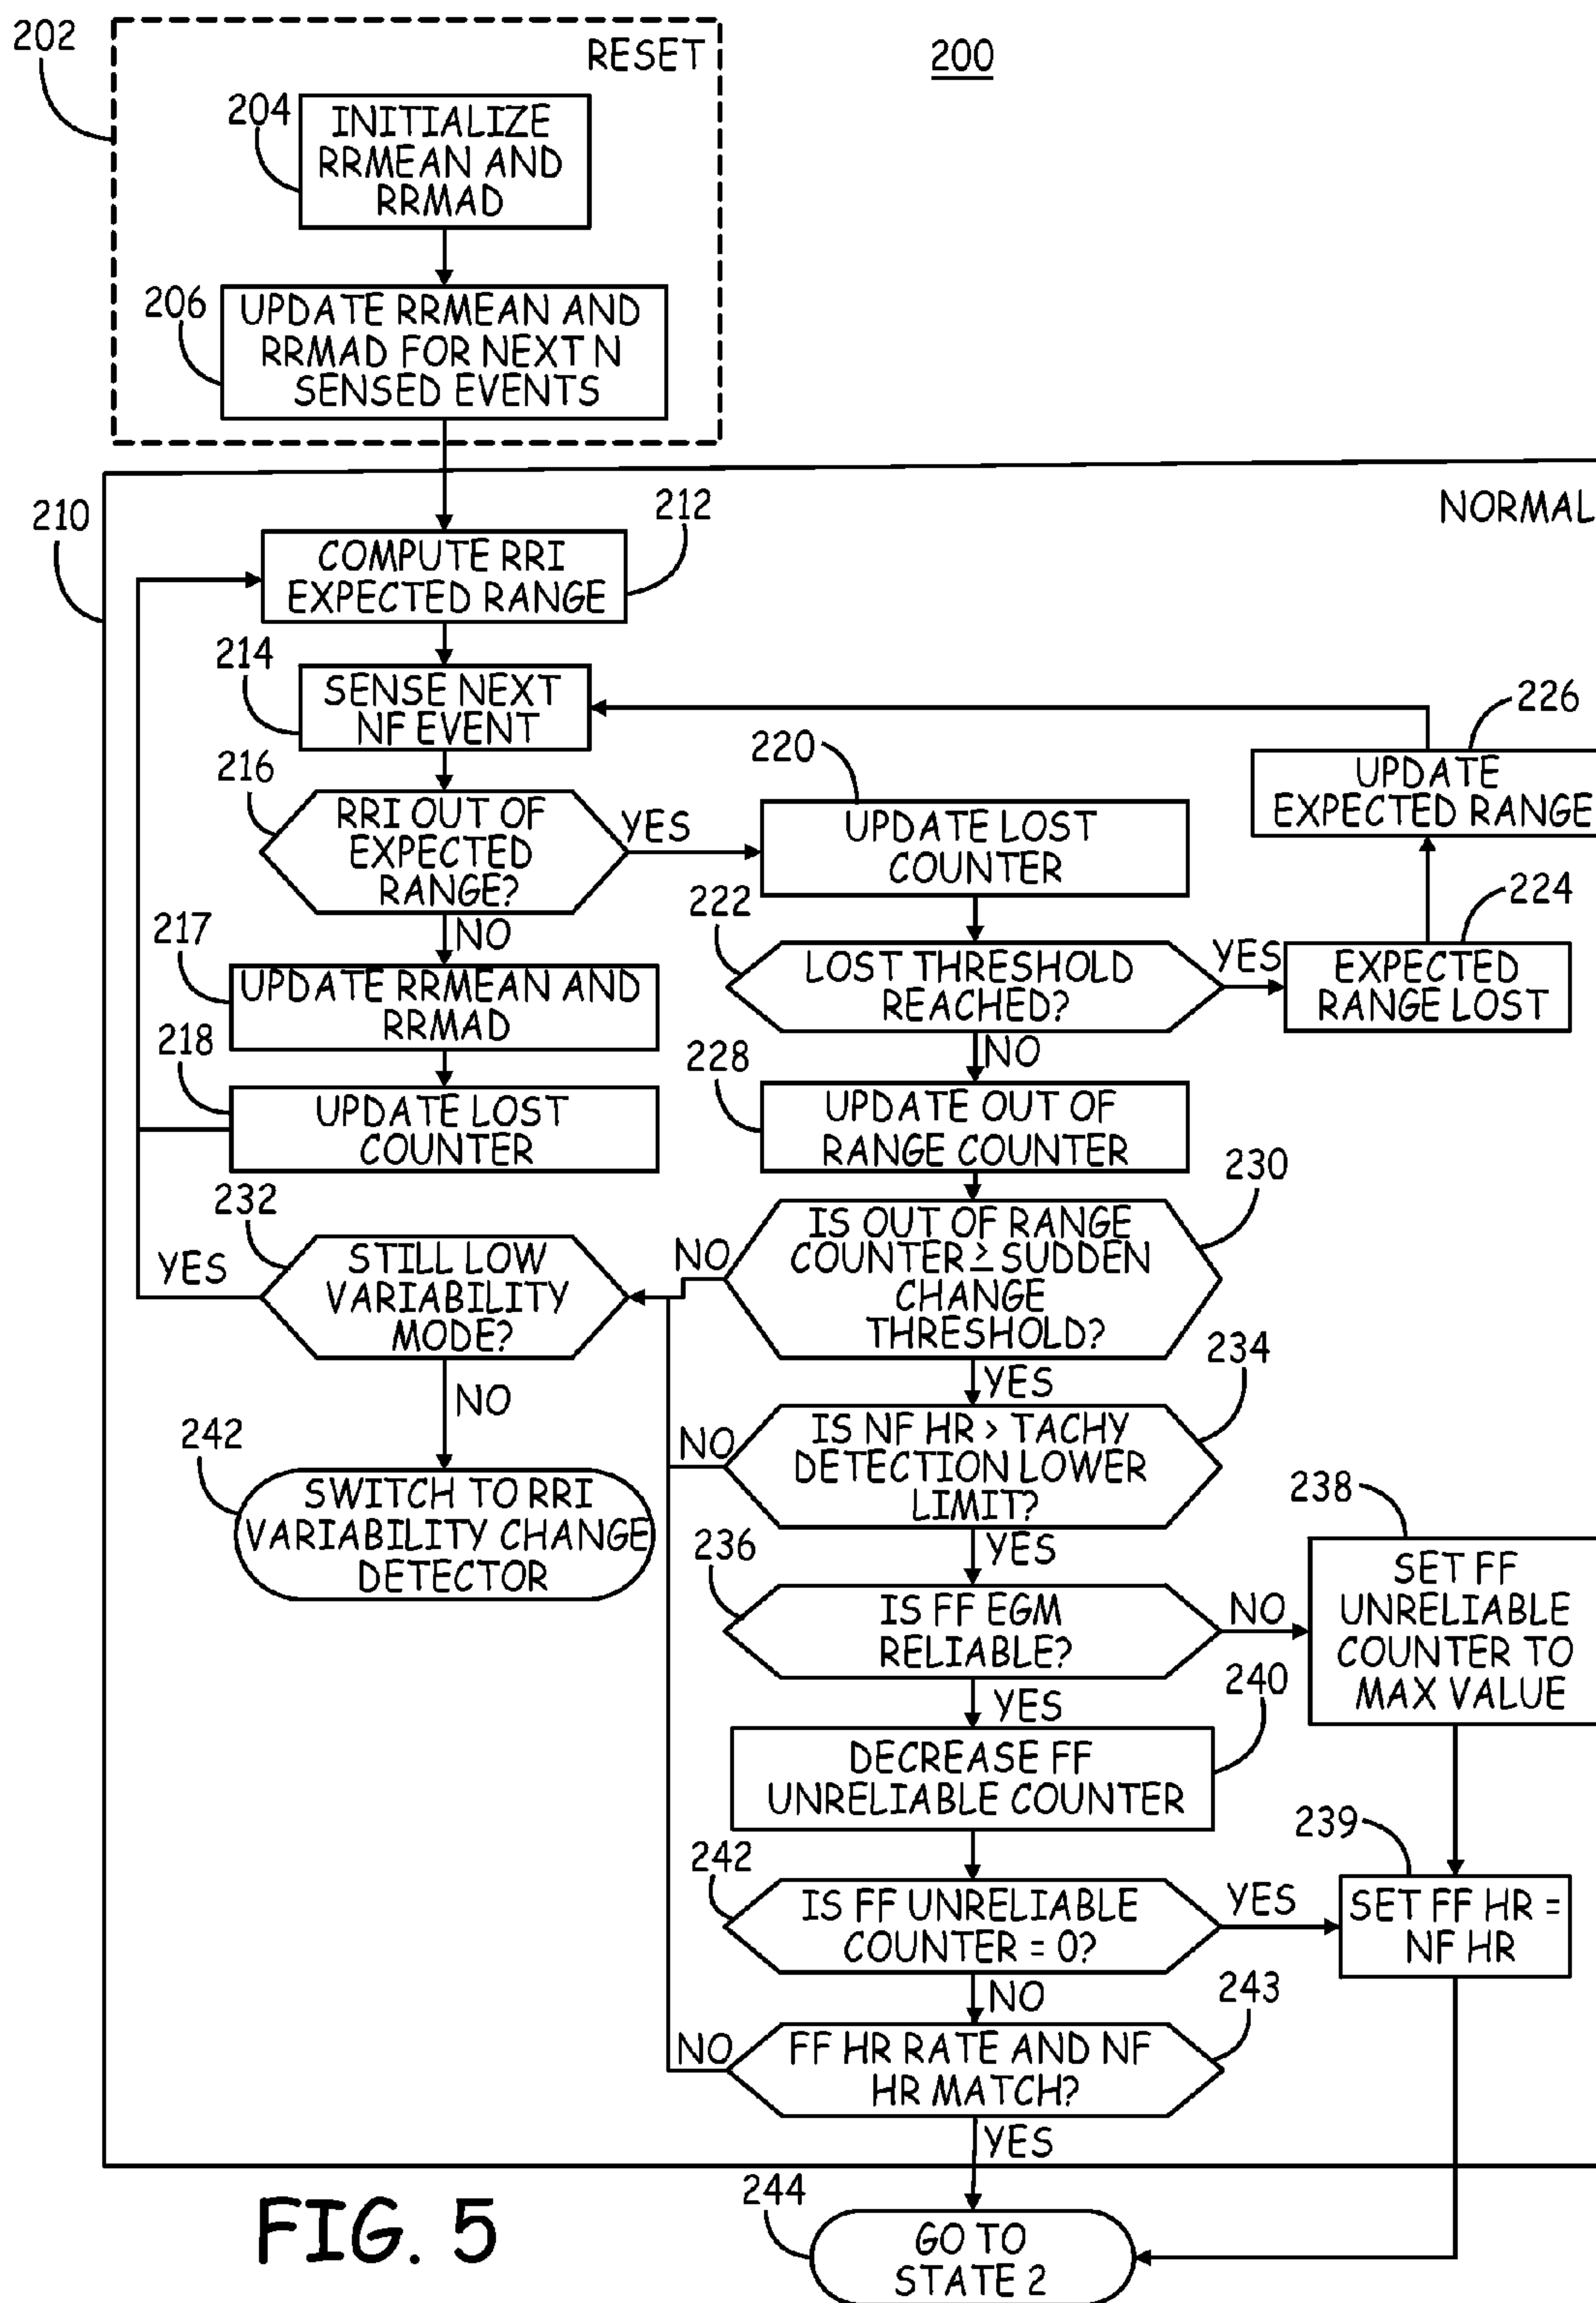 202
RESET
200
204
INITIALIZE
RRMEAN AND
RRMAD
206
UPDATE RRMEAN AND
RRMAD FOR NEXT N
SENSED EVENTS
210
NORMAL
212
COMPUTE RRI
EXPECTED RANGE
214
SENSE NEXT
NF EVENT
226
UPDATE
EXPECTED RANGE
216
RRI OUT OF
EXPECTED
RANGE?
YES
220
UPDATE LOST
COUNTER
NO
222
LOST THRESHOLD
REACHED?
YES
224
EXPECTED
RANGE LOST
217
UPDATE RRMEAN AND
RRMAD
218
UPDATE LOST
COUNTER
NO
228
UPDATE OUT OF
RANGE COUNTER
230
IS OUT OF RANGE
COUNTER ≥ SUDDEN
CHANGE
THRESHOLD?
NO
232
STILL LOW
VARIABILITY
MODE?
YES
NO
242
SWITCH TO RRI
VARIABILITY CHANGE
DETECTOR
YES
234
IS NF HR > TACHY
DETECTION LOWER
LIMIT?
NO
YES
236
IS FF EGM
RELIABLE?
NO
238
SET FF
UNRELIABLE
COUNTER TO
MAX VALUE
YES
240
DECREASE FF
UNRELIABLE COUNTER
242
IS FF UNRELIABLE
COUNTER = 0?
YES
239
SET FF HR =
NF HR
NO
243
FF HR RATE AND NF
HR MATCH?
NO
YES
244
GO TO
STATE 2
FIG. 5